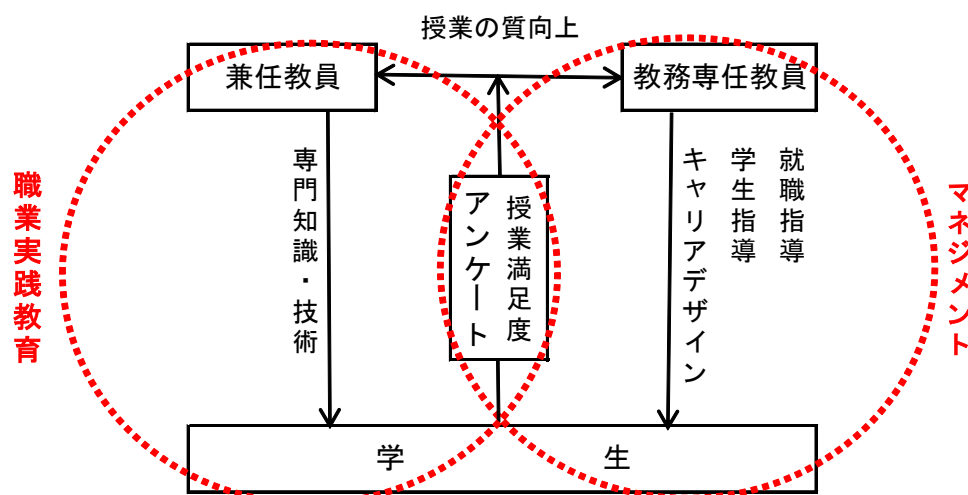 授業の質向上
兼任教員
教務専任教員
職業実践教育
専門知識・技術
授業満足度
アンケート
就職指導
学生指導
キャリアデザイン
マネジメント
学生